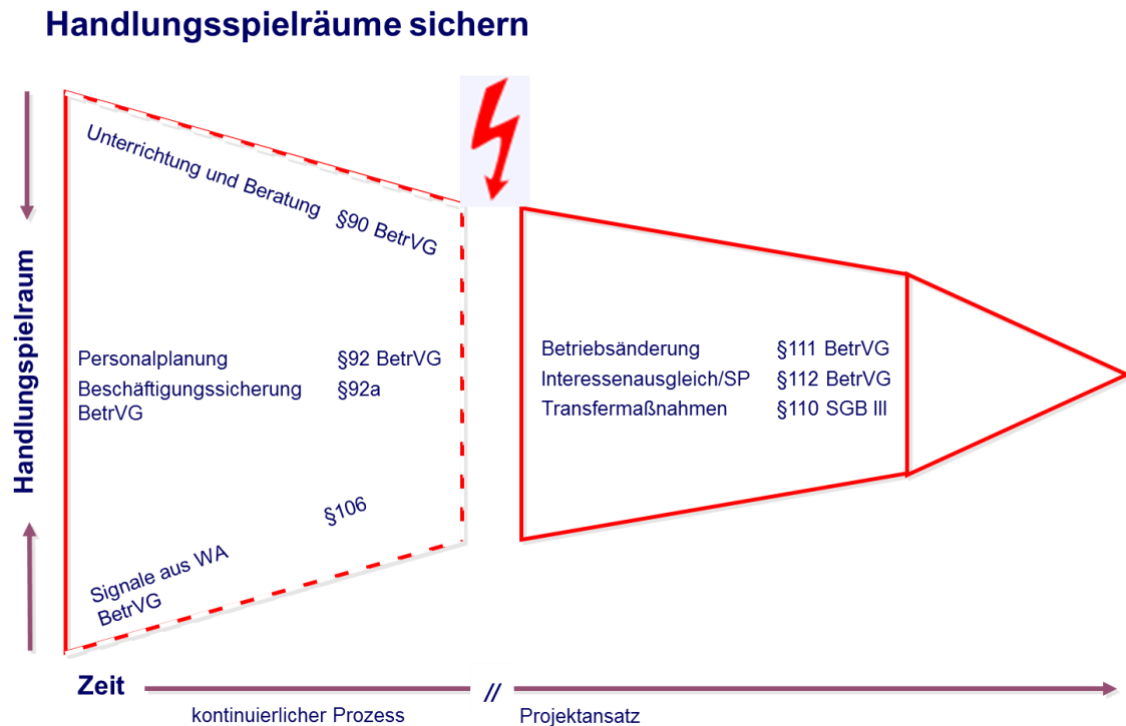 Handlungsspielräume sichern
Handlungspielraum
Unterrichtung und Beratung §90 BetrVG
Personalplanung §92 BetrVG
Beschäftigungssicherung §92a
BetrVG
§106
Signale aus WA
BetrVG
Betriebsänderung §111 BetrVG
Interessenausgleich/SP §112 BetrVG
Transfermaßnahmen §110 SGB III
Zeit //
kontinuierlicher Prozess Projektansatz